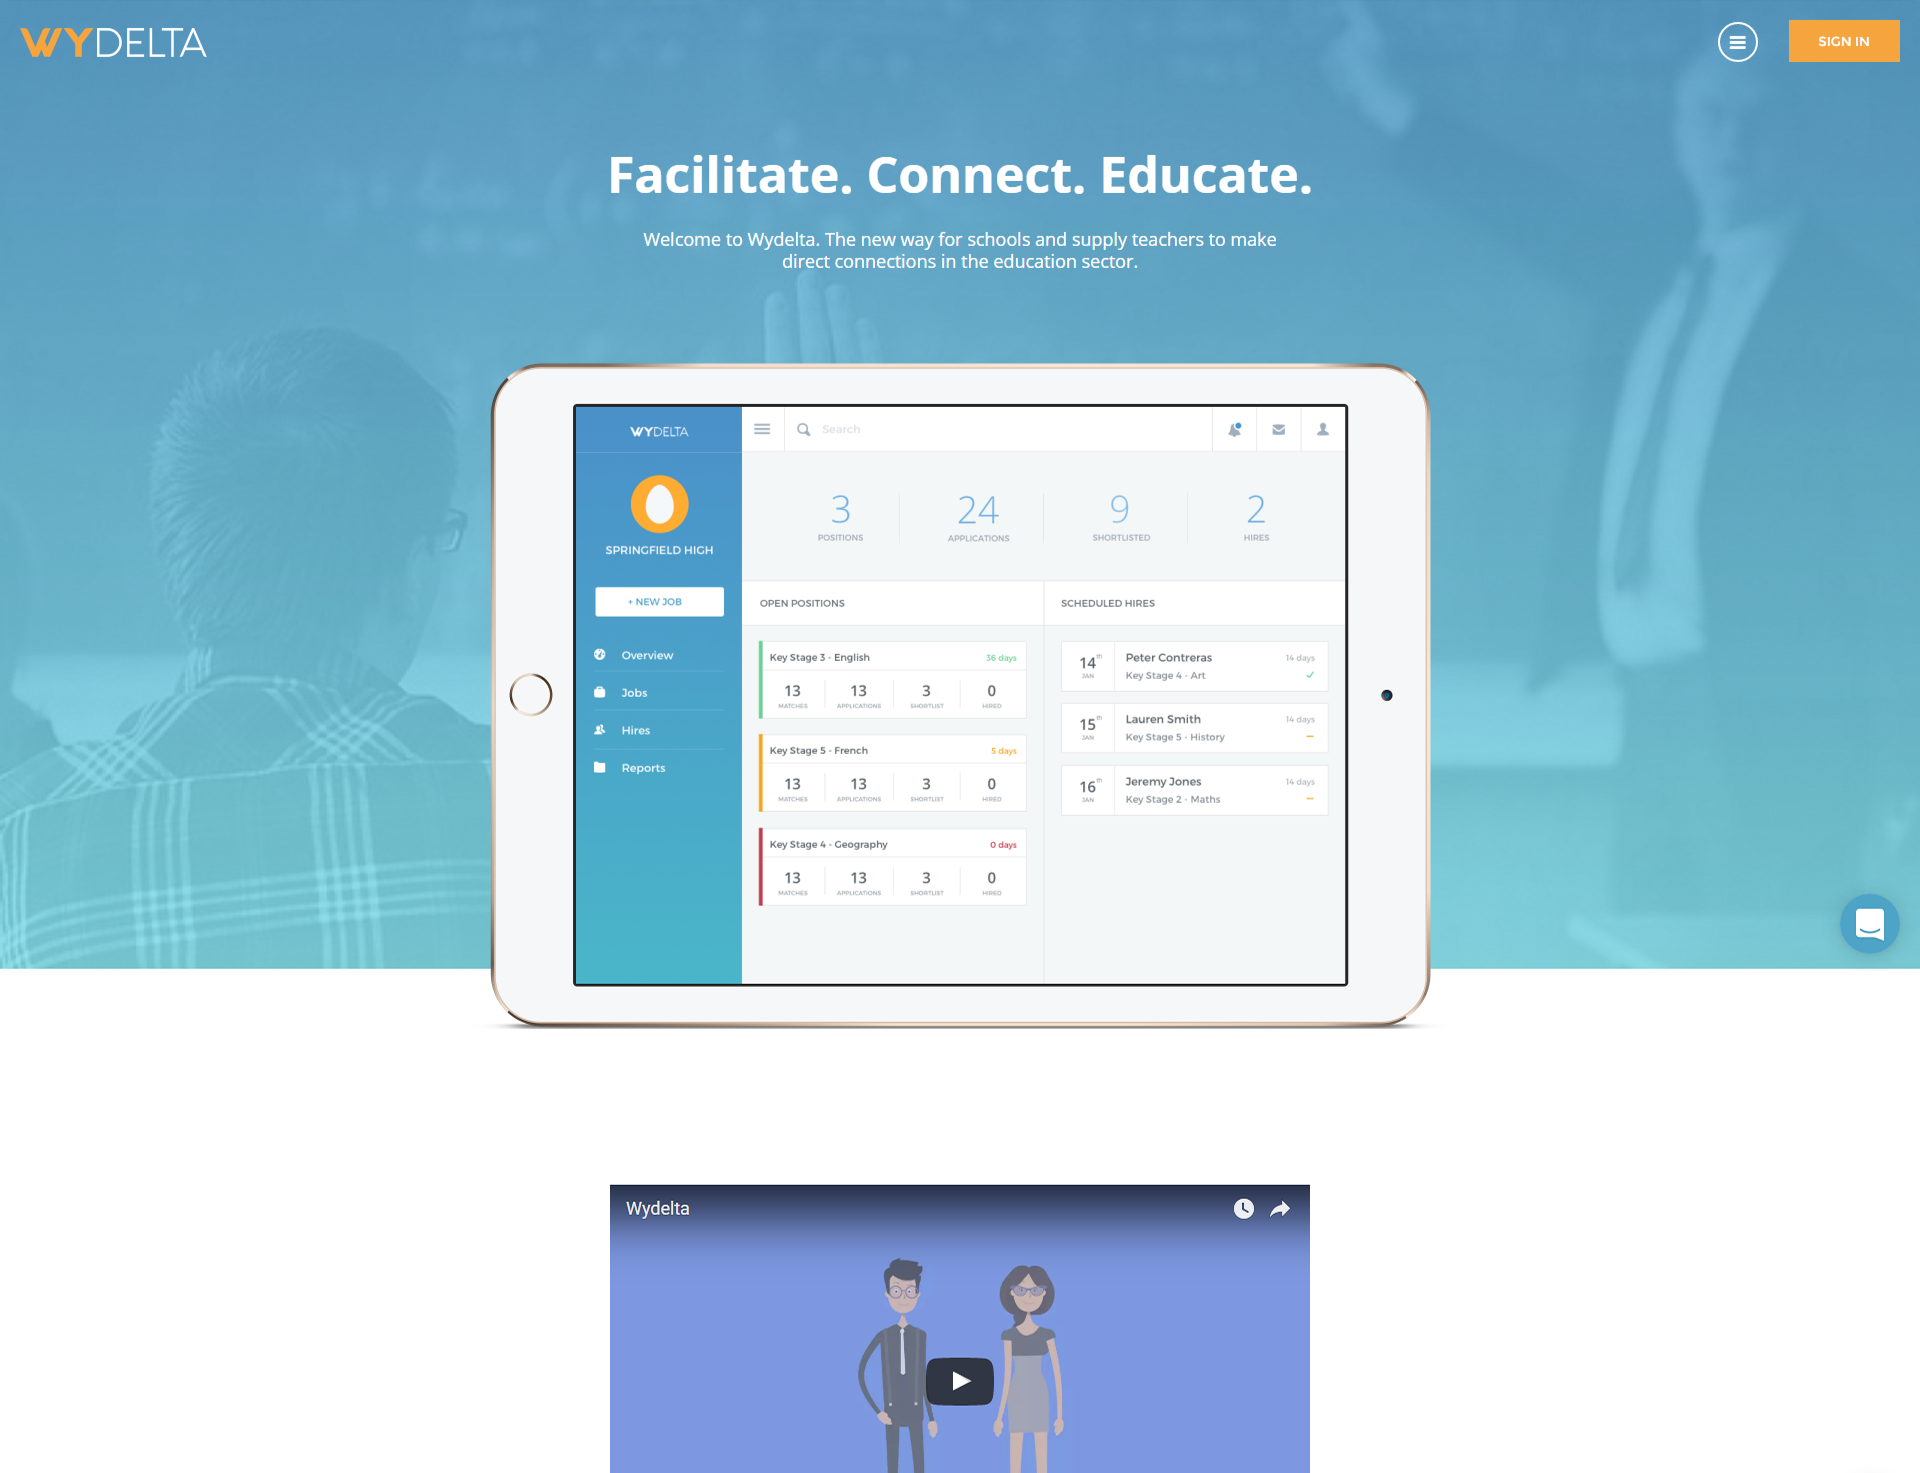 WYDELTA
SIGN IN
Facilitate. Connect. Educate.
Welcome to Wydelta. The new way for schools and supply teachers to make
direct connections in the education sector.
WYDELTA
Search
SPRINGFIELD HIGH
+ NEW JOB
Overview
Jobs
Hires
Reports
3 24 9 2
POSITIONS APPLICATIONS SHORTLISTED HIRES
OPEN POSITIONS
Key Stage 3 - English 36 days
13 13 3 0
MATCHES APPLICATIONS SHORTLIST HIRED
Key Stage 5 - French 5 days
13 13 3 0
MATCHES APPLICATIONS SHORTLIST HIRED
Key Stage 4 - Geography 0 days
13 13 3 0
MATCHES APPLICATIONS SHORTLIST HIRED
SCHEDULED HIRES
14th Peter Contreras 14 days
JAN Key Stage 4 - Art
15th Lauren Smith 14 days
JAN Key Stage 5 - History
16th Jeremy Jones 14 days
JAN Key Stage 2 - Maths
Wydelta